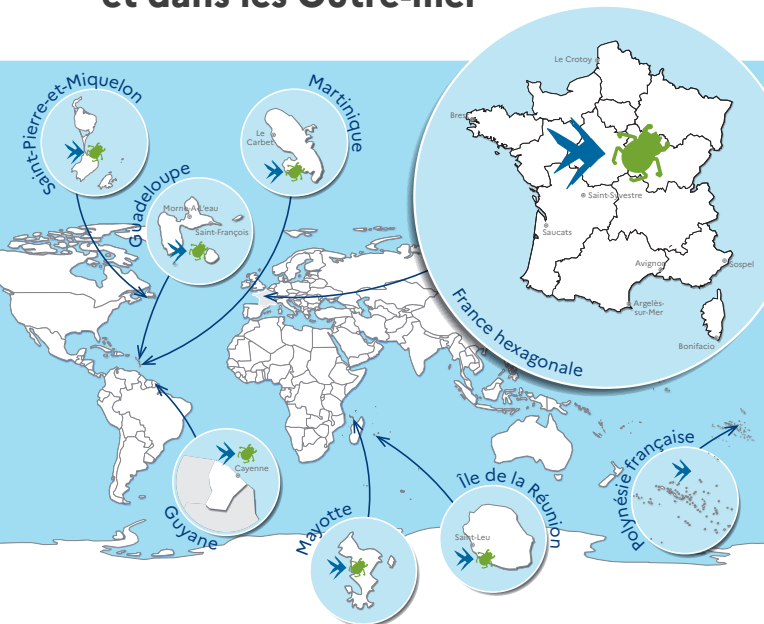 et dans les Outre-mer
Saint-Pierre-et-Miquelon
Martinique
Le
Carbet
Guadeloupe
Morne-A-L'eau
Saint-François
Le Crotoy
Saint-Sylvestre
Saucats
Avignon
Sospel
Argelès-
sur-Mer
Bonifacio
France hexagonale
Cayenne
Guyane
Mayotte
Île de la Réunion
Saint-Leu
Polynésie française